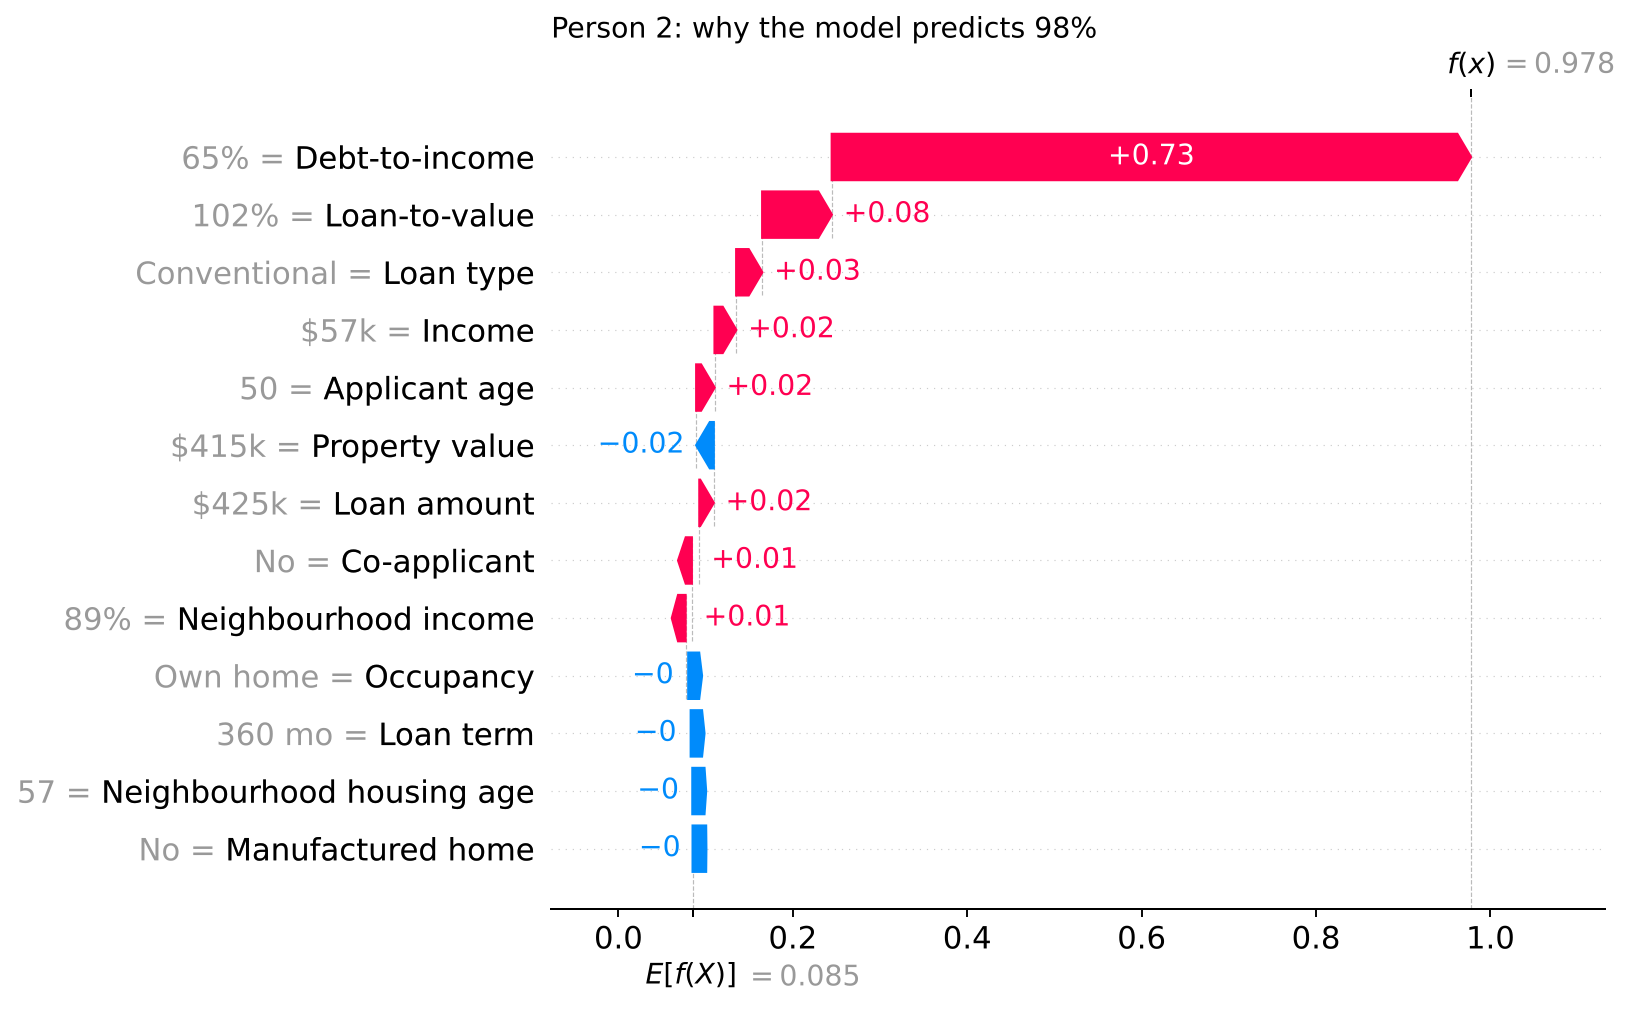 Person 2: why the model predicts 98%
f(x) = 0.978
65% = Debt-to-income
+0.73
102% = Loan-to-value
+0.08
Conventional = Loan type
+0.03
$57k = Income
+0.02
50 = Applicant age
+0.02
$415k = Property value
−0.02
$425k = Loan amount
+0.02
No = Co-applicant
+0.01
89% = Neighbourhood income
+0.01
Own home = Occupancy
−0
360 mo = Loan term
−0
57 = Neighbourhood housing age
−0
No = Manufactured home
−0
0.0 0.2 0.4 0.6 0.8 1.0
E[f(X)] = 0.085